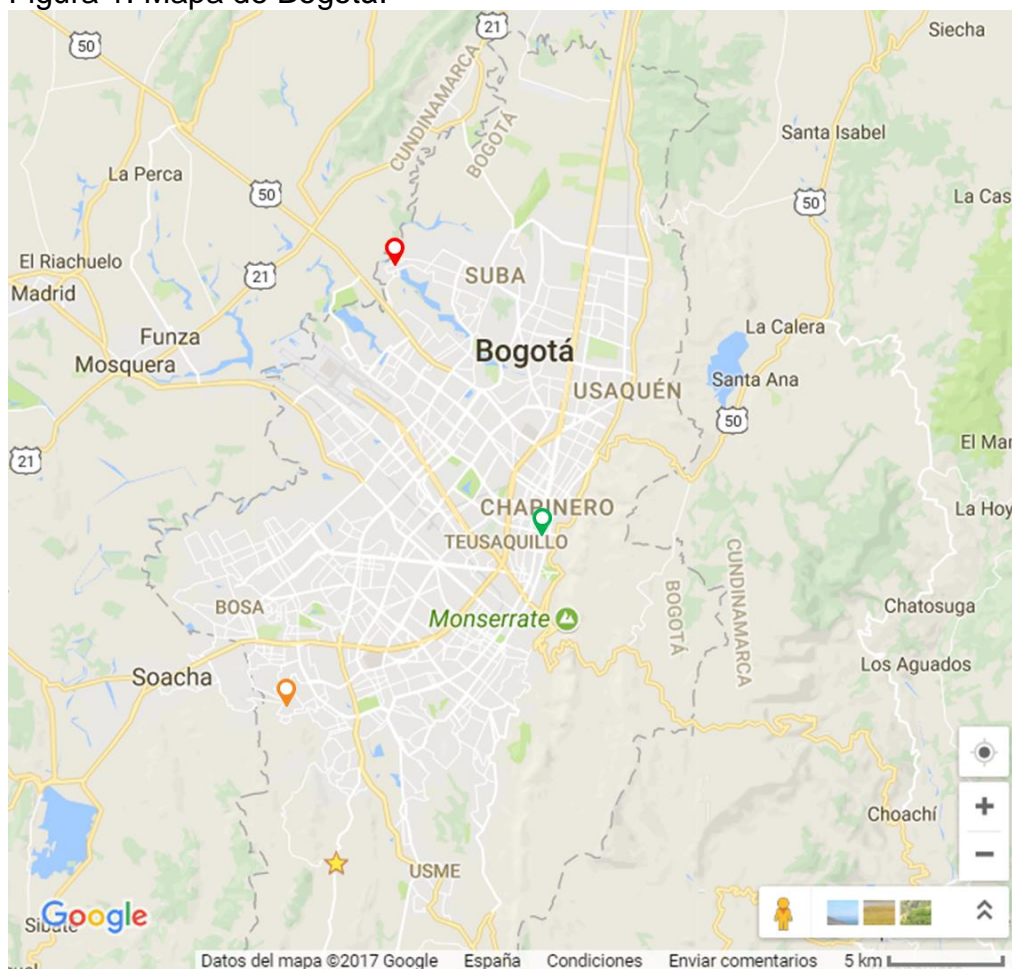 Figura 1. Mapa de Bogotá.
50
21
Siecha
CUNDINAMARCA
BOGOTÁ
Santa Isabel
La Perca
50
50
La Cas
El Riachuelo
SUBA
21
Madrid
La Calera
Funza
Bogotá
Mosquera
Santa Ana
USAQUÉN
50
El Mar
21
CHAPINERO
La Hoy
TEUSAQUILLO
CUNDINAMARCA
BOGOTÁ
BOSA
Chatosuga
Monserrate
Los Aguados
Soacha
Choachí
USME
Google
Datos del mapa ©2017 Google España Condiciones Enviar comentarios 5 km